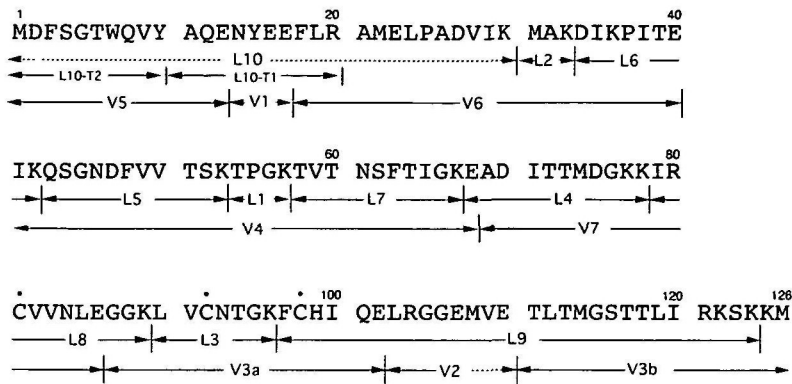 1 20 40
MDFSGTWQVY AQENYEEFLR AMELPADVIK MAKDIKPITE
L10 L2 L6
L10-T2 L10-T1
V5 V1 V6
60 80
IKQSGNDFVV TSKTPGKTVT NSFTIGKEAD ITTMDGKKIR
L5 L1 L7 L4
V4 V7
100 120 126
CVVNLEGGKL VCNTGKFCHI QELRGGEMVE TLTMGSTTLI RKSKKM
L8 L3 L9
V3a V2 V3b